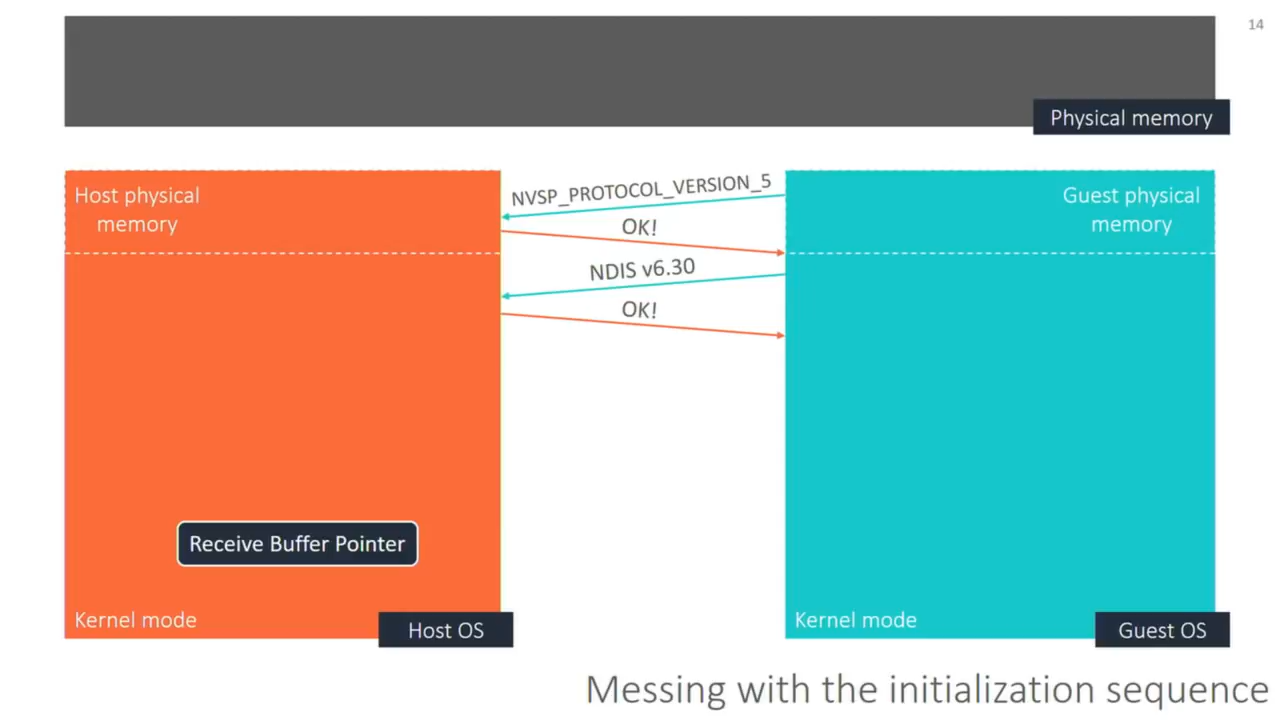 14
Physical memory
Host physical
memory
NVSP_PROTOCOL_VERSION_5
OK!
NDIS v6.30
OK!
Guest physical
memory
Receive Buffer Pointer
Kernel mode
Host OS
Kernel mode
Guest OS
Messing with the initialization sequence